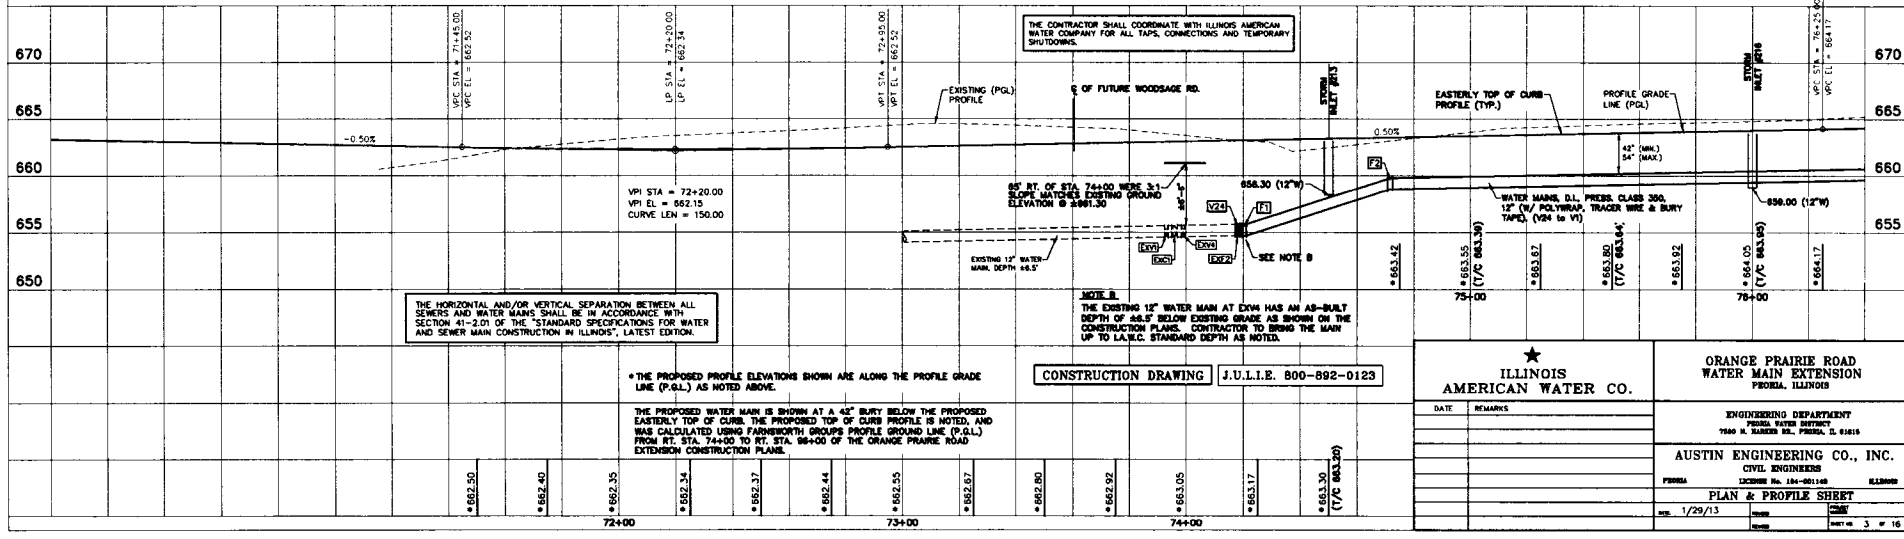 670
665
660
655
650
VPC STA = 71+45.00
VPC EL = 662.52
LP STA = 72+20.00
LP EL = 662.34
VPT STA = 72+95.00
VPT EL = 662.52
THE CONTRACTOR SHALL COORDINATE WITH ILLINOIS AMERICAN
WATER COMPANY FOR ALL TAPS, CONNECTIONS AND TEMPORARY
SHUTDOWNS.
VPC STA = 76+25.00
VPC EL = 664.17
670
665
660
655
-0.50%
EXISTING (PGL)
PROFILE
℄ OF FUTURE WOODSAGE RD.
STORM
INLET #213
0.50%
EASTERLY TOP OF CURB
PROFILE (TYP.)
PROFILE GRADE
LINE (PGL)
STORM
INLET #216
42" (MIN.)
54" (MAX.)
VPI STA = 72+20.00
VPI EL = 662.15
CURVE LEN = 150.00
65' RT. OF STA. 74+00 WERE 3:1
SLOPE MATCHES EXISTING GROUND
ELEVATION @ ±661.30
±6'-6"
658.30 (12"W)
F2
V24
F1
EXV1
EXC1
EXV4
EXF2
SEE NOTE B
EXISTING 12" WATER
MAIN, DEPTH ±6.5'
WATER MAINS, D.I., PRESS. CLASS 350,
12" (W/ POLYWRAP, TRACER WIRE & BURY
TAPE), (V24 to V1)
659.00 (12"W)
*663.42
*663.55
(T/C 663.39)
*663.67
*663.80
(T/C 663.64)
*663.92
*664.05
(T/C 663.95)
*664.17
75+00
76+00
THE HORIZONTAL AND/OR VERTICAL SEPARATION BETWEEN ALL
SEWERS AND WATER MAINS SHALL BE IN ACCORDANCE WITH
SECTION 41-2.01 OF THE "STANDARD SPECIFICATIONS FOR WATER
AND SEWER MAIN CONSTRUCTION IN ILLINOIS", LATEST EDITION.
NOTE B
THE EXISTING 12" WATER MAIN AT EXV4 HAS AN AS-BUILT
DEPTH OF ±6.5' BELOW EXISTING GRADE AS SHOWN ON THE
CONSTRUCTION PLANS. CONTRACTOR TO BRING THE MAIN
UP TO I.A.W.C. STANDARD DEPTH AS NOTED.
* THE PROPOSED PROFILE ELEVATIONS SHOWN ARE ALONG THE PROFILE GRADE
LINE (P.G.L.) AS NOTED ABOVE.
CONSTRUCTION DRAWING
J.U.L.I.E. 800-892-0123
THE PROPOSED WATER MAIN IS SHOWN AT A 42" BURY BELOW THE PROPOSED
EASTERLY TOP OF CURB. THE PROPOSED TOP OF CURB PROFILE IS NOTED, AND
WAS CALCULATED USING FARNSWORTH GROUPS PROFILE GROUND LINE (P.G.L.)
FROM RT. STA. 74+00 TO RT. STA. 96+00 OF THE ORANGE PRAIRIE ROAD
EXTENSION CONSTRUCTION PLANS.
*662.50
*662.40
*662.35
*662.34
*662.37
*662.44
*662.55
*662.67
*662.80
*662.92
*663.05
*663.17
*663.30
(T/C 663.20)
72+00
73+00
74+00
ILLINOIS
AMERICAN WATER CO.
DATE REMARKS
ORANGE PRAIRIE ROAD
WATER MAIN EXTENSION
PEORIA, ILLINOIS
ENGINEERING DEPARTMENT
PEORIA WATER DISTRICT
7500 N. HARKER DR., PEORIA, IL 61615
AUSTIN ENGINEERING CO., INC.
CIVIL ENGINEERS
PEORIA LICENSE No. 184-001143 ILLINOIS
PLAN & PROFILE SHEET
DATE 1/29/13
SHEET NO. 3 OF 16